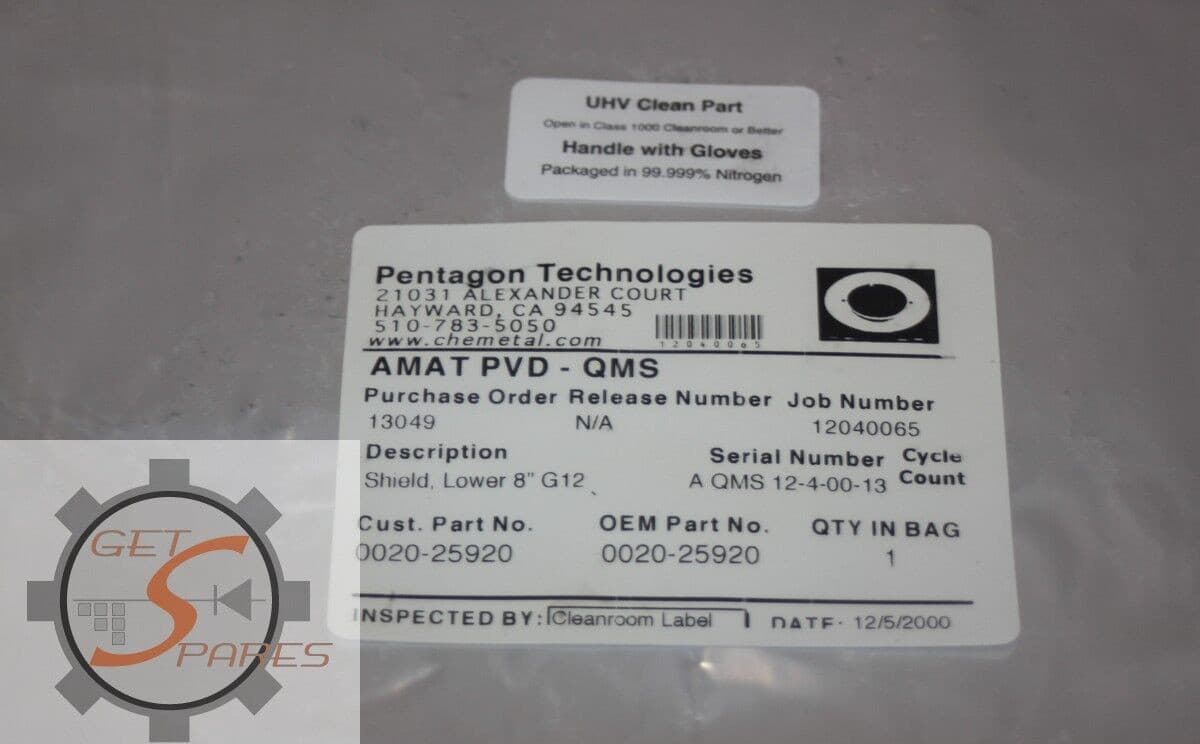 UHV Clean Part
Open in Class 1000 Cleanroom or Better
Handle with Gloves
Packaged in 99.999% Nitrogen
Pentagon Technologies
21031 ALEXANDER COURT
HAYWARD, CA 94545
510-783-5050
www.chemetal.com
12040065
AMAT PVD - QMS
Purchase Order Release Number Job Number
13049 N/A 12040065
Description Serial Number Cycle Count
Shield, Lower 8" G12 A QMS 12-4-00-13
Cust. Part No. OEM Part No. QTY IN BAG
0020-25920 0020-25920 1
INSPECTED BY: Cleanroom Label DATE: 12/5/2000
GET
SPARES